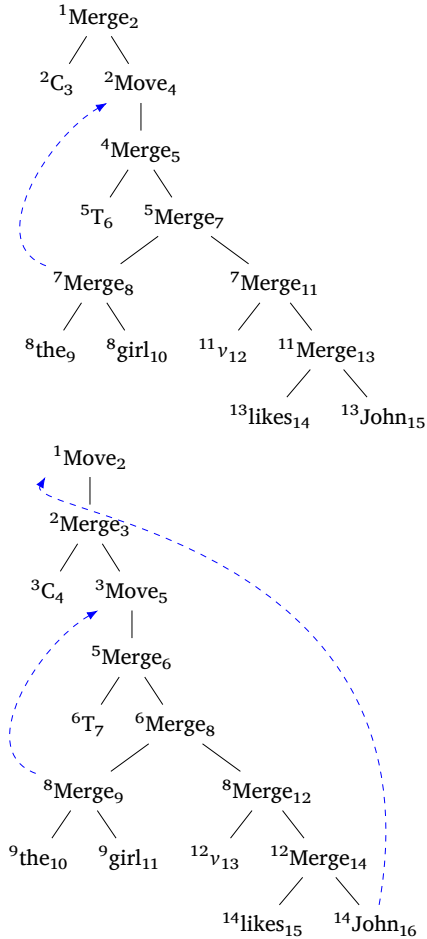 ¹Merge₂
²C₃ ²Move₄
⁴Merge₅
⁵T₆ ⁵Merge₇
⁷Merge₈ ⁷Merge₁₁
⁸the₉ ⁸girl₁₀ ¹¹v₁₂ ¹¹Merge₁₃
¹³likes₁₄ ¹³John₁₅
¹Move₂
²Merge₃
³C₄ ³Move₅
⁵Merge₆
⁶T₇ ⁶Merge₈
⁸Merge₉ ⁸Merge₁₂
⁹the₁₀ ⁹girl₁₁ ¹²v₁₃ ¹²Merge₁₄
¹⁴likes₁₅ ¹⁴John₁₆